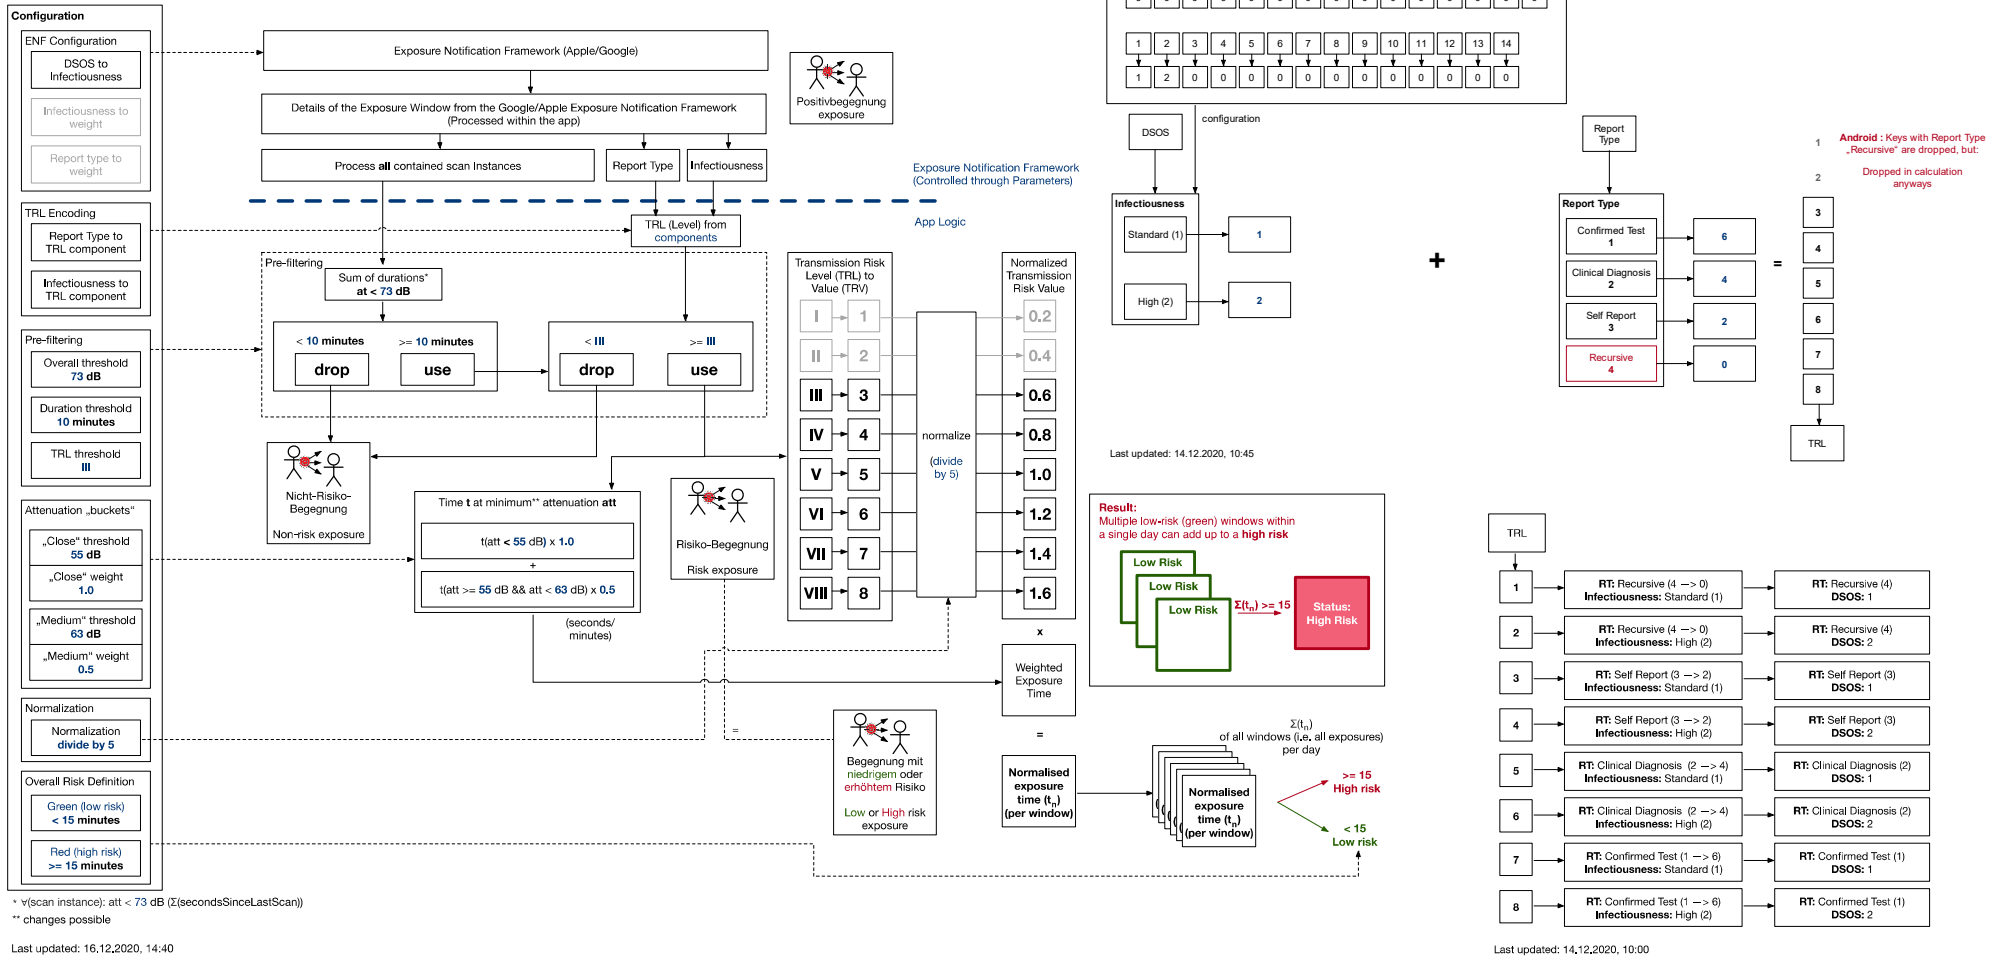 Configuration
ENF Configuration
DSOS to
Infectiousness
Infectiousness to
weight
Report type to
weight
TRL Encoding
Report Type to
TRL component
Infectiousness to
TRL component
Pre-filtering
Overall threshold
73 dB
Duration threshold
10 minutes
TRL threshold
III
Attenuation „buckets“
„Close“ threshold
55 dB
„Close“ weight
1.0
„Medium“ threshold
63 dB
„Medium“ weight
0.5
Normalization
Normalization
divide by 5
Overall Risk Definition
Green (low risk)
< 15 minutes
Red (high risk)
>= 15 minutes
* ∀(scan instance): att < 73 dB (Σ(secondsSinceLastScan))
** changes possible
Last updated: 16.12.2020, 14:40
Exposure Notification Framework (Apple/Google)
Details of the Exposure Window from the Google/Apple Exposure Notification Framework
(Processed within the app)
Process all contained scan Instances
Report Type
Infectiousness
Positivbegegnung
exposure
Exposure Notification Framework
(Controlled through Parameters)
App Logic
TRL (Level) from
components
Pre-filtering
Sum of durations*
at < 73 dB
< 10 minutes
>= 10 minutes
drop
use
< III
>= III
drop
use
Nicht-Risiko-
Begegnung
Non-risk exposure
Time t at minimum** attenuation att
t(att < 55 dB) x 1.0
+
t(att >= 55 dB && att < 63 dB) x 0.5
(seconds/
minutes)
Risiko-Begegnung
Risk exposure
=
Transmission Risk
Level (TRL) to
Value (TRV)
I 1
II 2
III 3
IV 4
V 5
VI 6
VII 7
VIII 8
normalize
(divide
by 5)
Normalized
Transmission
Risk Value
0.2
0.4
0.6
0.8
1.0
1.2
1.4
1.6
x
Weighted
Exposure
Time
=
Normalised
exposure
time (tn)
(per window)
Begegnung mit
niedrigem oder
erhöhtem Risiko
Low or High risk
exposure
Normalised
exposure
time (tn)
(per window)
Σ(tn)
of all windows (i.e. all exposures)
per day
>= 15
High risk
< 15
Low risk
1 2 3 4 5 6 7 8 9 10 11 12 13 14
1 2 0 0 0 0 0 0 0 0 0 0 0 0
DSOS
configuration
Infectiousness
Standard (1)
1
High (2)
2
+
Report
Type
Report Type
Confirmed Test
1
6
Clinical Diagnosis
2
4
Self Report
3
2
Recursive
4
0
=
1
2
3
4
5
6
7
8
TRL
Android : Keys with Report Type
„Recursive“ are dropped, but:
Dropped in calculation
anyways
Last updated: 14.12.2020, 10:45
Result:
Multiple low-risk (green) windows within
a single day can add up to a high risk
Low Risk
Low Risk
Low Risk
Σ(tn) >= 15
Status:
High Risk
TRL
1
RT: Recursive (4 —> 0)
Infectiousness: Standard (1)
RT: Recursive (4)
DSOS: 1
2
RT: Recursive (4 —> 0)
Infectiousness: High (2)
RT: Recursive (4)
DSOS: 2
3
RT: Self Report (3 —> 2)
Infectiousness: Standard (1)
RT: Self Report (3)
DSOS: 1
4
RT: Self Report (3 —> 2)
Infectiousness: High (2)
RT: Self Report (3)
DSOS: 2
5
RT: Clinical Diagnosis (2 —> 4)
Infectiousness: Standard (1)
RT: Clinical Diagnosis (2)
DSOS: 1
6
RT: Clinical Diagnosis (2 —> 4)
Infectiousness: High (2)
RT: Clinical Diagnosis (2)
DSOS: 2
7
RT: Confirmed Test (1 —> 6)
Infectiousness: Standard (1)
RT: Confirmed Test (1)
DSOS: 1
8
RT: Confirmed Test (1 —> 6)
Infectiousness: High (2)
RT: Confirmed Test (1)
DSOS: 2
Last updated: 14.12.2020, 10:00